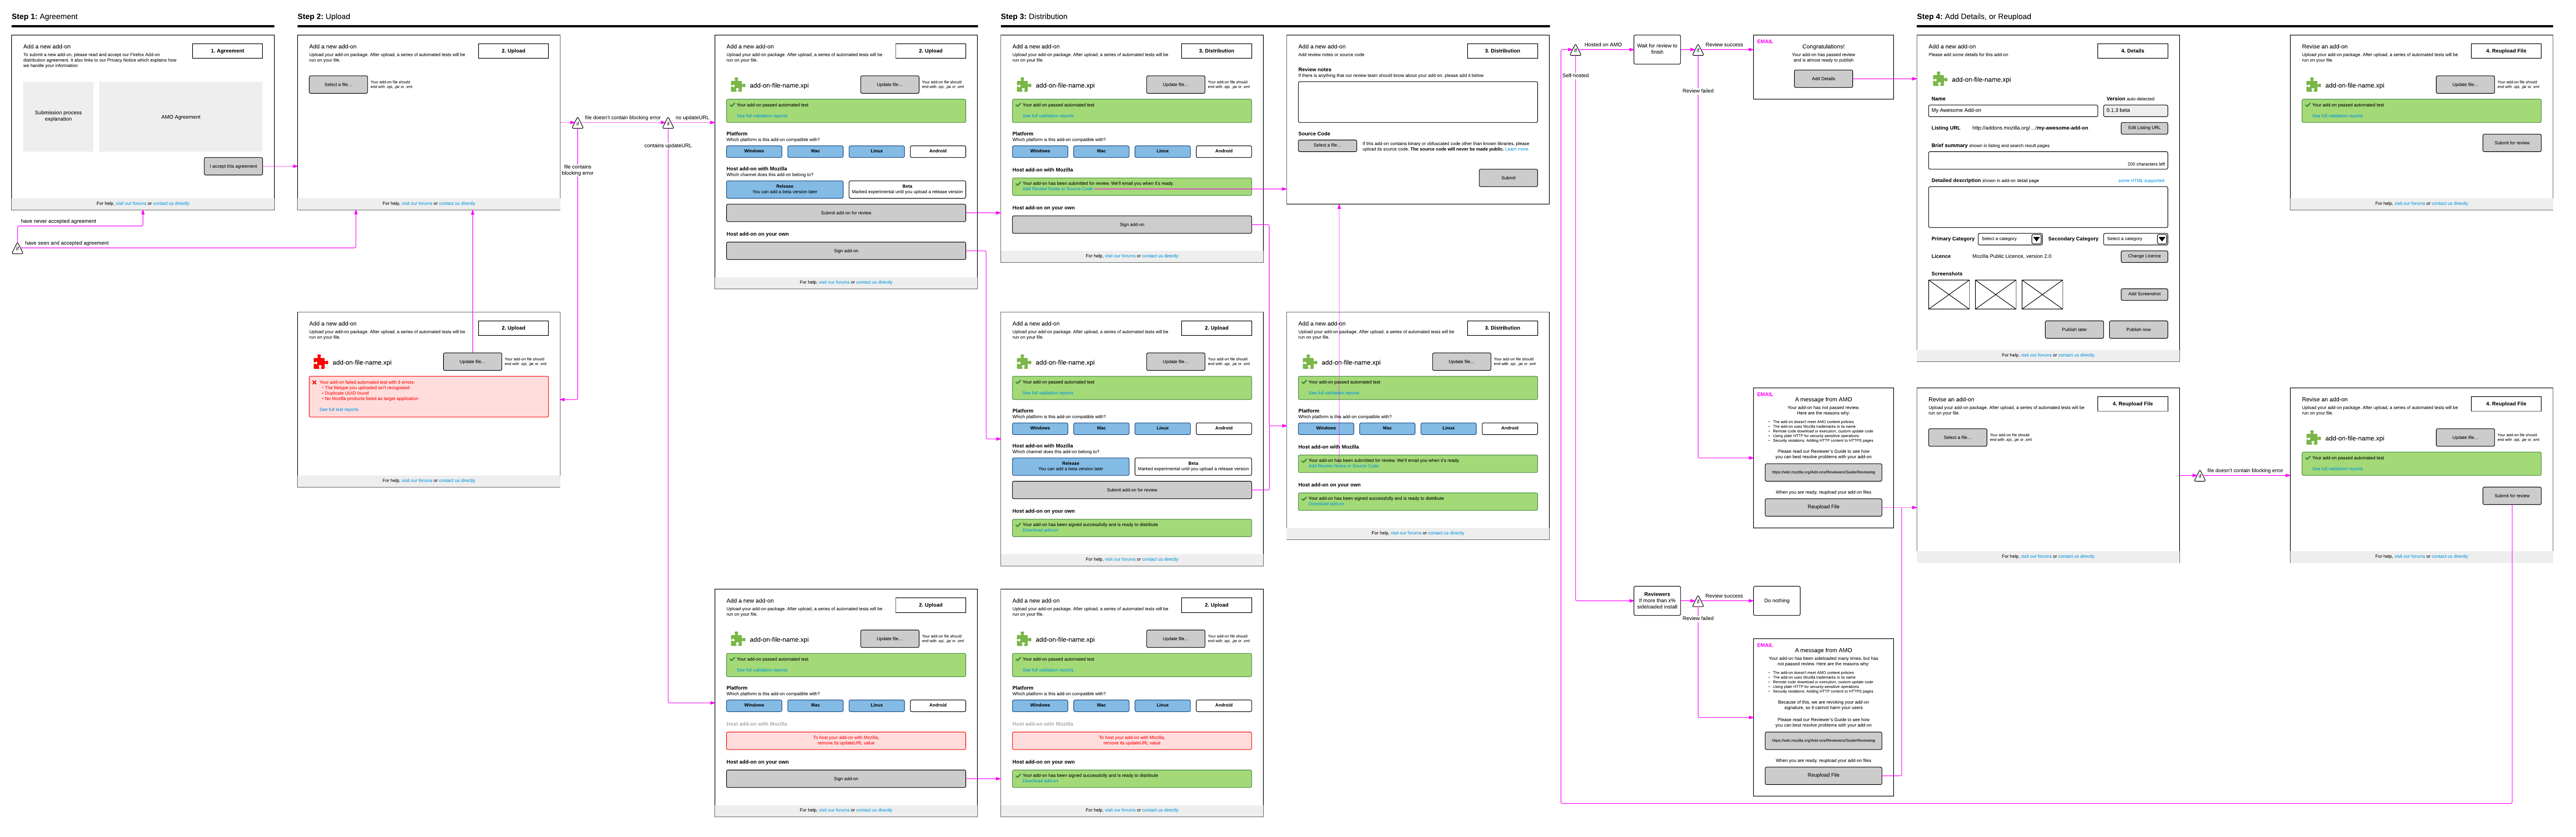 Step 1: Agreement
Add a new add-on
To submit a new add-on, please read and accept our Firefox Add-on
distribution agreement. It also links to our Privacy Notice which explains how
we handle your information
1. Agreement
Submission process
explanation
AMO Agreement
I accept this agreement
For help, visit our forums or contact us directly
have never accepted agreement
if
have seen and accepted agreement
Step 2: Upload
Add a new add-on
Upload your add-on package. After upload, a series of automated tests will be
run on your file.
2. Upload
Select a file...
Your add-on file should
end with .xpi, .jar or .xml
For help, visit our forums or contact us directly
if
file doesn't contain blocking error
file contains
blocking error
if
no updateURL
contains updateURL
Add a new add-on
Upload your add-on package. After upload, a series of automated tests will be
run on your file.
2. Upload
add-on-file-name.xpi
Update file...
Your add-on file should
end with .xpi, .jar or .xml
Your add-on failed automated test with 3 errors:
• The filetype you uploaded isn't recognised
• Duplicate UUID found
• No Mozilla products listed as target application
See full test reports
For help, visit our forums or contact us directly
Add a new add-on
Upload your add-on package. After upload, a series of automated tests will be
run on your file.
2. Upload
add-on-file-name.xpi
Update file...
Your add-on file should
end with .xpi, .jar or .xml
Your add-on passed automated test
See full validation reports
Platform
Which platform is this add-on compatible with?
Windows
Mac
Linux
Android
Host add-on with Mozilla
Which channel does this add-on belong to?
Release
You can add a beta version later
Beta
Marked experimental until you upload a release version
Submit add-on for review
Host add-on on your own
Sign add-on
For help, visit our forums or contact us directly
Add a new add-on
Upload your add-on package. After upload, a series of automated tests will be
run on your file.
2. Upload
add-on-file-name.xpi
Update file...
Your add-on file should
end with .xpi, .jar or .xml
Your add-on passed automated test
See full validation reports
Platform
Which platform is this add-on compatible with?
Windows
Mac
Linux
Android
Host add-on with Mozilla
To host your add-on with Mozilla,
remove its updateURL value
Host add-on on your own
Sign add-on
For help, visit our forums or contact us directly
Step 3: Distribution
Add a new add-on
Upload your add-on package. After upload, a series of automated tests will be
run on your file.
3. Distribution
add-on-file-name.xpi
Update file...
Your add-on file should
end with .xpi, .jar or .xml
Your add-on passed automated test
See full validation reports
Platform
Which platform is this add-on compatible with?
Windows
Mac
Linux
Android
Host add-on with Mozilla
Your add-on has been submitted for review. We'll email you when it's ready.
Add Review Notes or Source Code
Host add-on on your own
Sign add-on
For help, visit our forums or contact us directly
Add a new add-on
Upload your add-on package. After upload, a series of automated tests will be
run on your file.
2. Upload
add-on-file-name.xpi
Update file...
Your add-on file should
end with .xpi, .jar or .xml
Your add-on passed automated test
See full validation reports
Platform
Which platform is this add-on compatible with?
Windows
Mac
Linux
Android
Host add-on with Mozilla
Which channel does this add-on belong to?
Release
You can add a beta version later
Beta
Marked experimental until you upload a release version
Submit add-on for review
Host add-on on your own
Your add-on has been signed successfully and is ready to distribute
Download add-on
For help, visit our forums or contact us directly
Add a new add-on
Upload your add-on package. After upload, a series of automated tests will be
run on your file.
2. Upload
add-on-file-name.xpi
Update file...
Your add-on file should
end with .xpi, .jar or .xml
Your add-on passed automated test
See full validation reports
Platform
Which platform is this add-on compatible with?
Windows
Mac
Linux
Android
Host add-on with Mozilla
To host your add-on with Mozilla,
remove its updateURL value
Host add-on on your own
Your add-on has been signed successfully and is ready to distribute
Download add-on
For help, visit our forums or contact us directly
Add a new add-on
Add review notes or source code
3. Distribution
Review notes
If there is anything that our review team should know about your add-on, please add it below
Source Code
Select a file...
If this add-on contains binary or obfuscated code other than known libraries, please
upload its source code. The source code will never be made public. Learn more.
Submit
Add a new add-on
Upload your add-on package. After upload, a series of automated tests will be
run on your file.
3. Distribution
add-on-file-name.xpi
Update file...
Your add-on file should
end with .xpi, .jar or .xml
Your add-on passed automated test
See full validation reports
Platform
Which platform is this add-on compatible with?
Windows
Mac
Linux
Android
Host add-on with Mozilla
Your add-on has been submitted for review. We'll email you when it's ready.
Add Review Notes or Source Code
Host add-on on your own
Your add-on has been signed successfully and is ready to distribute
Download add-on
For help, visit our forums or contact us directly
if
Hosted on AMO
Self-hosted
Wait for review to
finish
if
Review success
Review failed
EMAIL
Congratulations!
Your add-on has passed review
and is almost ready to publish
Add Details
EMAIL
A message from AMO
Your add-on has not passed review.
Here are the reasons why:
• The add-on doesn't meet AMO content policies
• The add-on uses Mozilla trademarks in its name
• Remote code download or execution, custom update code
• Using plain HTTP for security-sensitive operations
• Security violations: Adding HTTP content to HTTPS pages
Please read our Reviewer's Guide to see how
you can best resolve problems with your add-on
https://wiki.mozilla.org/Add-ons/Reviewers/Guide/Reviewing
When you are ready, reupload your add-on files
Reupload File
Reviewers
If more than x%
sideloaded install
if
Review success
Review failed
Do nothing
EMAIL
A message from AMO
Your add-on has been sideloaded many times, but has
not passed review. Here are the reasons why:
• The add-on doesn't meet AMO content policies
• The add-on uses Mozilla trademarks in its name
• Remote code download or execution, custom update code
• Using plain HTTP for security-sensitive operations
• Security violations: Adding HTTP content to HTTPS pages
Because of this, we are revoking your add-on
signature, so it cannot harm your users
Please read our Reviewer's Guide to see how
you can best resolve problems with your add-on
https://wiki.mozilla.org/Add-ons/Reviewers/Guide/Reviewing
When you are ready, reupload your add-on files
Reupload File
Step 4: Add Details, or Reupload
Add a new add-on
Please add some details for this add-on
4. Details
add-on-file-name.xpi
Name
Version auto-detected
My Awesome Add-on
0.1.3 beta
Listing URL
http://addons.mozilla.org/.../my-awesome-add-on
Edit Listing URL
Brief summary shown in listing and search result pages
200 characters left
Detailed description shown in add-on detail page
some HTML supported
Primary Category
Select a category
Secondary Category
Select a category
Licence
Mozilla Public Licence, version 2.0
Change Licence
Screenshots
Add Screenshot
Publish later
Publish now
For help, visit our forums or contact us directly
Revise an add-on
Upload your add-on package. After upload, a series of automated tests will be
run on your file.
4. Reupload File
add-on-file-name.xpi
Update file...
Your add-on file should
end with .xpi, .jar or .xml
Your add-on passed automated test
See full validation reports
Submit for review
For help, visit our forums or contact us directly
Revise an add-on
Upload your add-on package. After upload, a series of automated tests will be
run on your file.
4. Reupload File
Select a file...
Your add-on file should
end with .xpi, .jar or .xml
For help, visit our forums or contact us directly
if
file doesn't contain blocking error
Revise an add-on
Upload your add-on package. After upload, a series of automated tests will be
run on your file.
4. Reupload File
add-on-file-name.xpi
Update file...
Your add-on file should
end with .xpi, .jar or .xml
Your add-on passed automated test
See full validation reports
Submit for review
For help, visit our forums or contact us directly